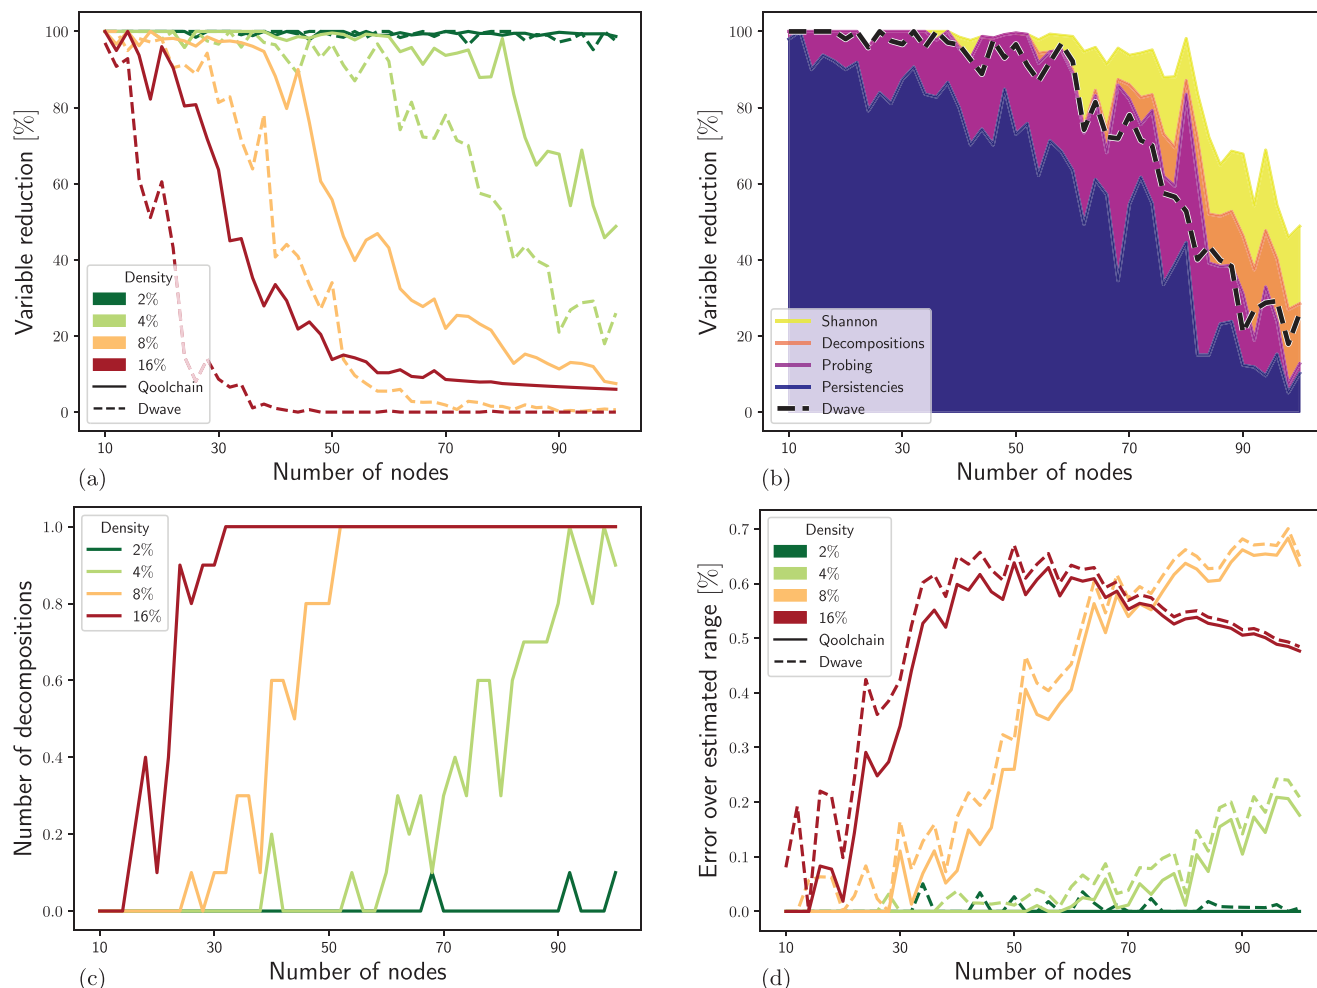 Variable reduction [%]
100
80
60
40
20
0
Density
2%
4%
8%
16%
Qoolchain
Dwave
10
30
50
70
90
Number of nodes
(a)
Variable reduction [%]
100
80
60
40
20
0
Shannon
Decompositions
Probing
Persistencies
Dwave
10
30
50
70
90
Number of nodes
(b)
Number of decompositions
1.0
0.8
0.6
0.4
0.2
0.0
Density
2%
4%
8%
16%
10
30
50
70
90
Number of nodes
(c)
Error over estimated range [%]
0.7
0.6
0.5
0.4
0.3
0.2
0.1
0.0
Density
2%
4%
8%
16%
Qoolchain
Dwave
10
30
50
70
90
Number of nodes
(d)